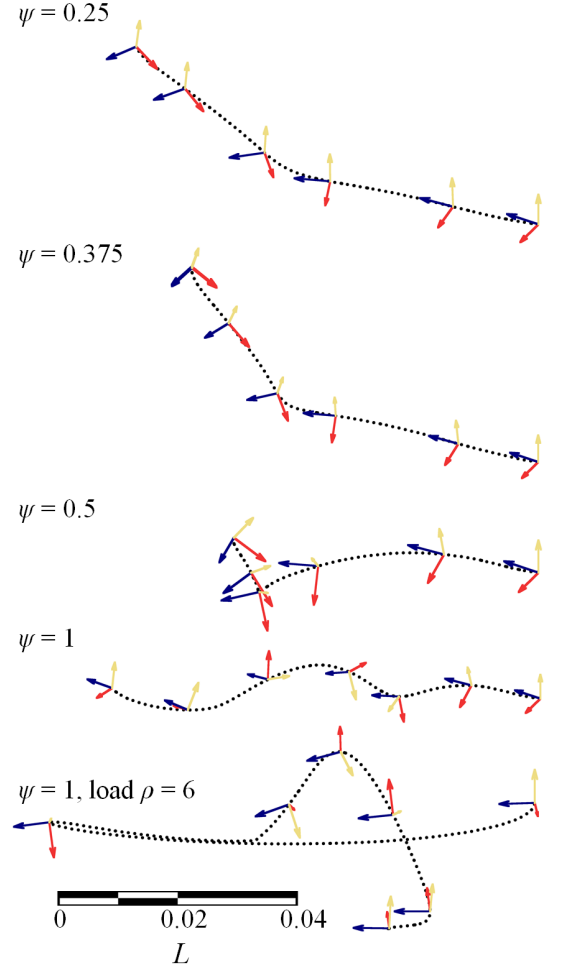 ψ = 0.25
ψ = 0.375
ψ = 0.5
ψ = 1
ψ = 1, load ρ = 6
0 0.02 0.04
L